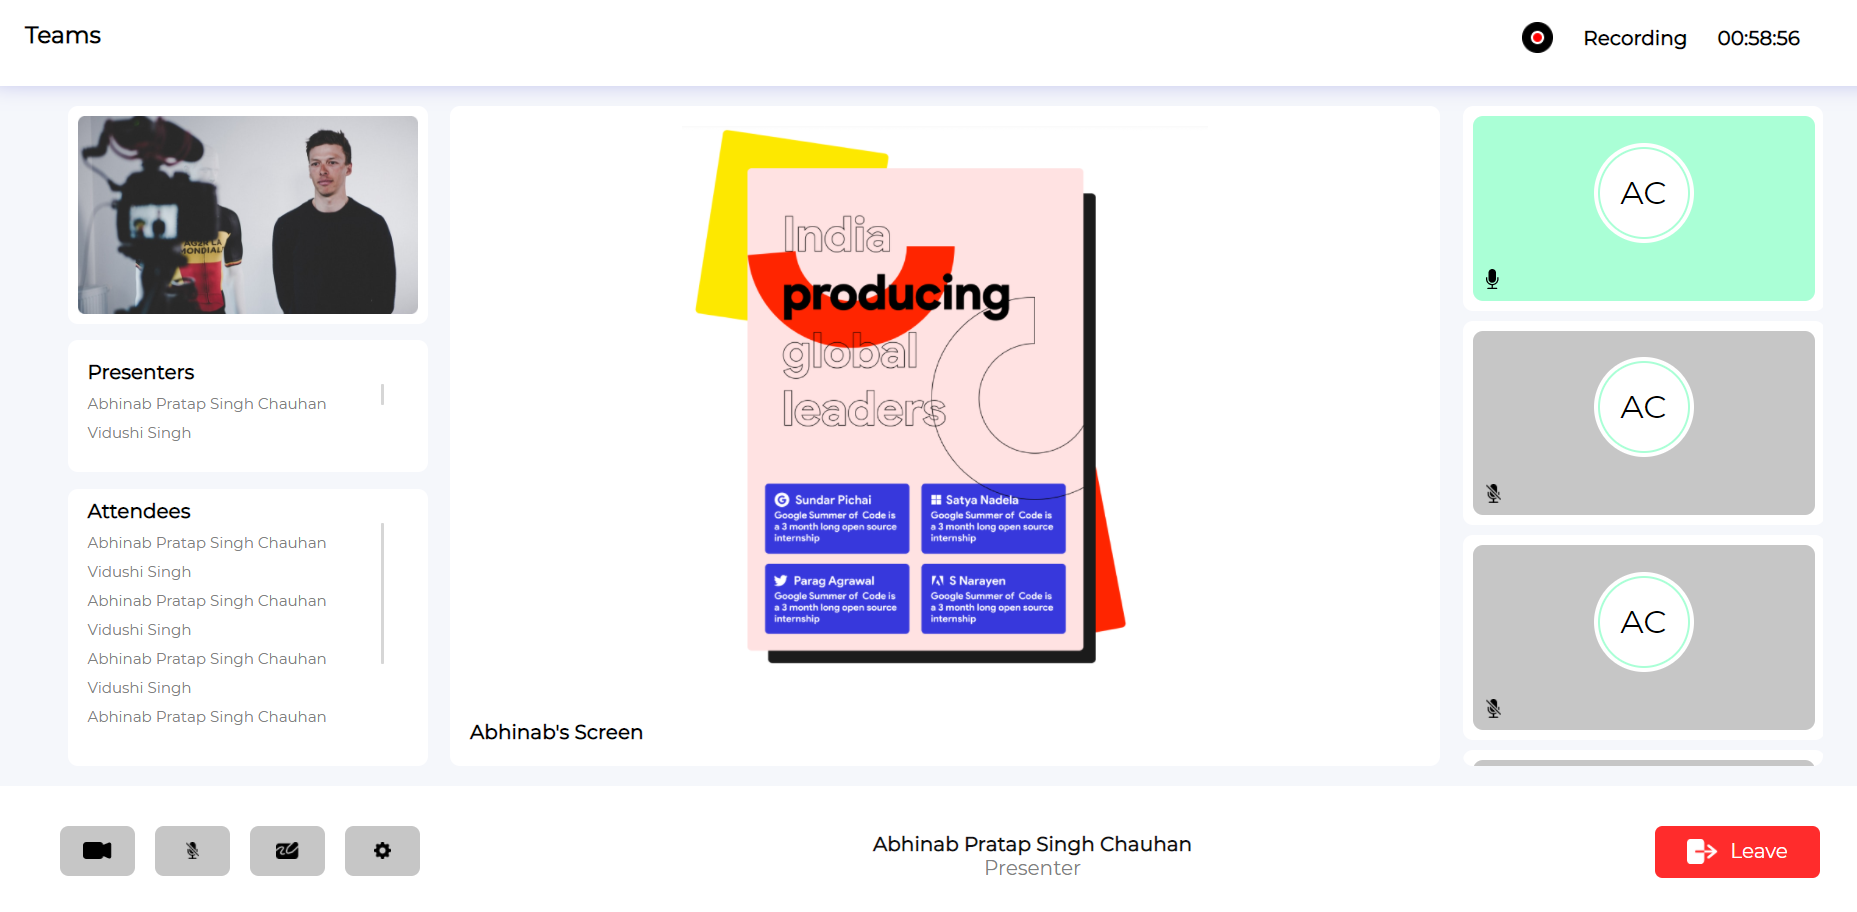 Teams
Recording
00:58:56
AG2R LA
MONDIAL
Presenters
Abhinab Pratap Singh Chauhan
Vidushi Singh
Attendees
Abhinab Pratap Singh Chauhan
Vidushi Singh
Abhinab Pratap Singh Chauhan
Vidushi Singh
Abhinab Pratap Singh Chauhan
Vidushi Singh
Abhinab Pratap Singh Chauhan
India
producing
global
leaders
Sundar Pichai
Google Summer of Code is
a 3 month long open source
internship
Satya Nadela
Google Summer of Code is
a 3 month long open source
internship
Parag Agrawal
Google Summer of Code is
a 3 month long open source
internship
S Narayen
Google Summer of Code is
a 3 month long open source
internship
Abhinab's Screen
AC
AC
AC
Abhinab Pratap Singh Chauhan
Presenter
Leave